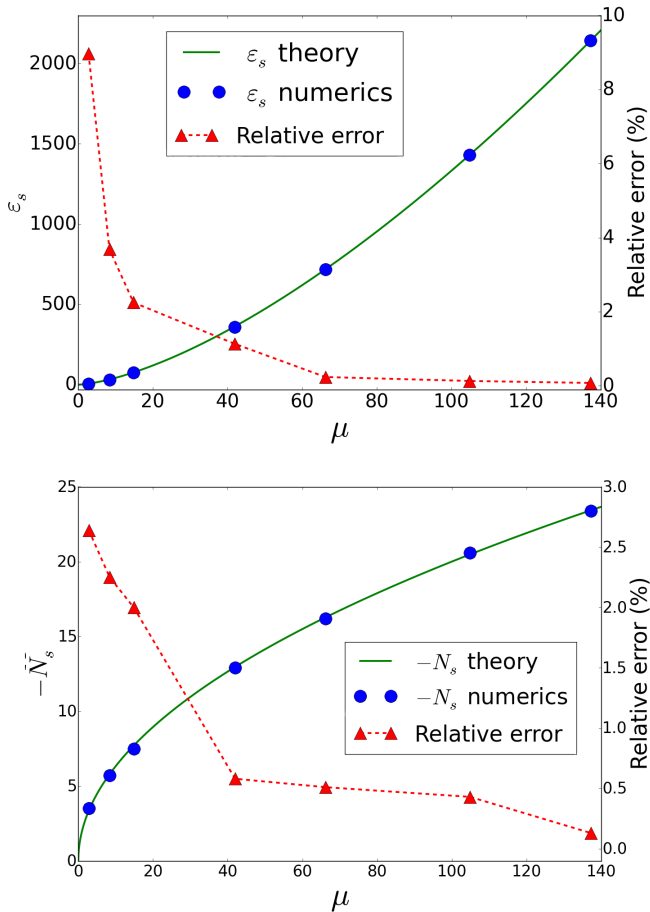 10
2000
ε_s theory
8
ε_s numerics
1500
Relative error
6
ε_s
Relative error (%)
1000
4
500
2
0
0
0 20 40 60 80 100 120 140
μ
25
3.0
2.5
20
2.0
15
-N_s theory
1.5
-N̄_s
Relative error (%)
-N_s numerics
10
Relative error
1.0
5
0.5
0.0
0
0 20 40 60 80 100 120 140
μ